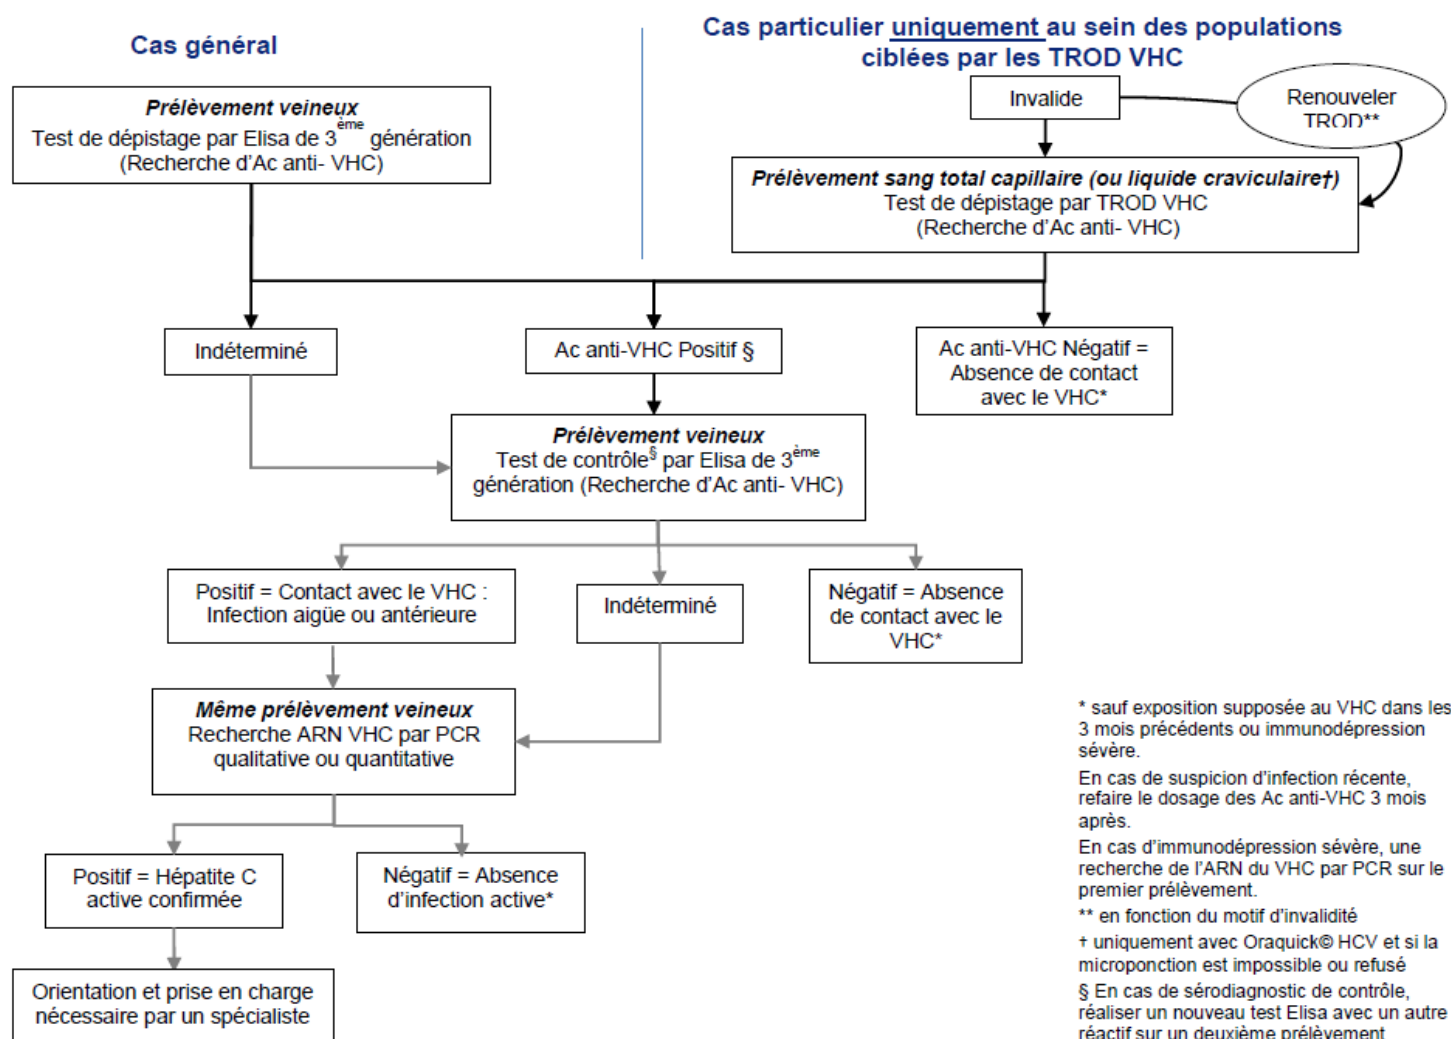 Cas général
Cas particulier uniquement au sein des populations
ciblées par les TROD VHC
Prélèvement veineux
Test de dépistage par Elisa de 3ème génération
(Recherche d'Ac anti- VHC)
Invalide
Renouveler
TROD**
Prélèvement sang total capillaire (ou liquide craviculaire†)
Test de dépistage par TROD VHC
(Recherche d'Ac anti- VHC)
Indéterminé
Ac anti-VHC Positif §
Ac anti-VHC Négatif =
Absence de contact
avec le VHC*
Prélèvement veineux
Test de contrôle§ par Elisa de 3ème
génération (Recherche d'Ac anti- VHC)
Positif = Contact avec le VHC :
Infection aigüe ou antérieure
Indéterminé
Négatif = Absence
de contact avec le
VHC*
Même prélèvement veineux
Recherche ARN VHC par PCR
qualitative ou quantitative
Positif = Hépatite C
active confirmée
Négatif = Absence
d'infection active*
Orientation et prise en charge
nécessaire par un spécialiste
* sauf exposition supposée au VHC dans les
3 mois précédents ou immunodépression
sévère.
En cas de suspicion d'infection récente,
refaire le dosage des Ac anti-VHC 3 mois
après.
En cas d'immunodépression sévère, une
recherche de l'ARN du VHC par PCR sur le
premier prélèvement.
** en fonction du motif d'invalidité
† uniquement avec Oraquick© HCV et si la
microponction est impossible ou refusé
§ En cas de sérodiagnostic de contrôle,
réaliser un nouveau test Elisa avec un autre
réactif sur un deuxième prélèvement